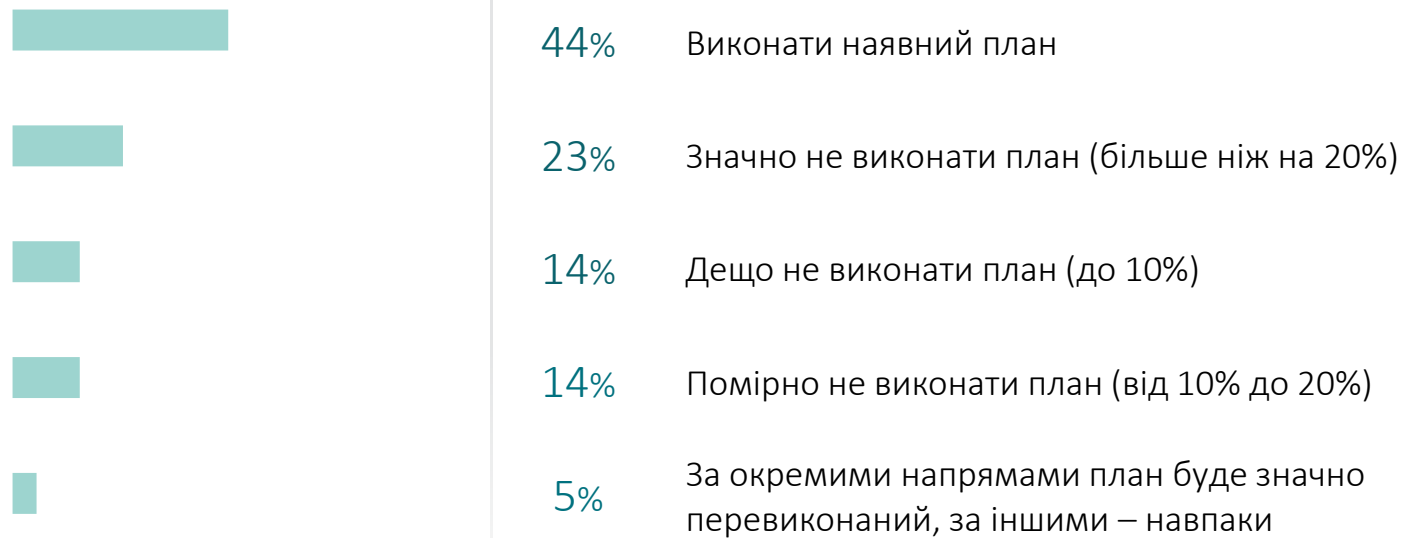 44% Виконати наявний план
23% Значно не виконати план (більше ніж на 20%)
14% Дещо не виконати план (до 10%)
14% Помірно не виконати план (від 10% до 20%)
5% За окремими напрямами план буде значно
перевиконаний, за іншими – навпаки